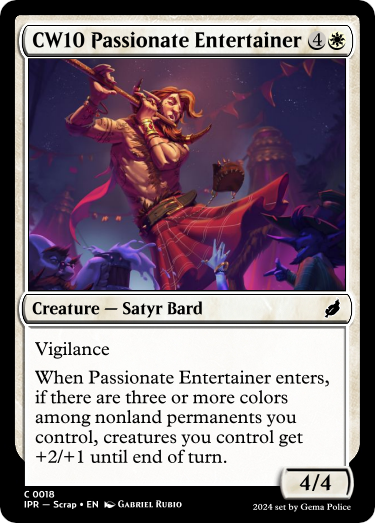 CW10 Passionate Entertainer 4
Creature — Satyr Bard
Vigilance
When Passionate Entertainer enters,
if there are three or more colors
among nonland permanents you
control, creatures you control get
+2/+1 until end of turn.
4/4
C 0018
IPR — Scrap • EN Gabriel Rubio
2024 set by Gema Police